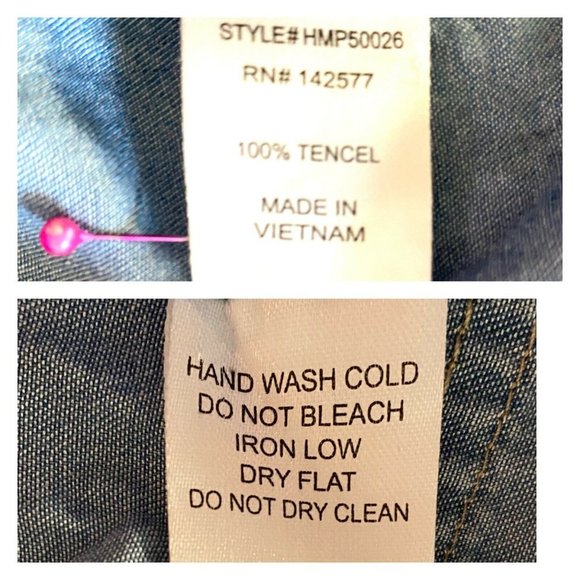 STYLE# HMP50026
RN# 142577
100% TENCEL
MADE IN
VIETNAM
HAND WASH COLD
DO NOT BLEACH
IRON LOW
DRY FLAT
DO NOT DRY CLEAN